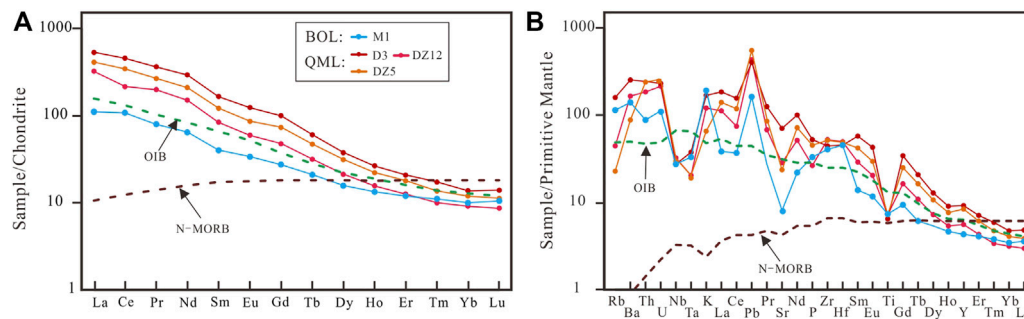 A
Sample/Chondrite
1000
100
10
1
BOL: M1
QML: D3 DZ12
DZ5
OIB
N-MORB
La Ce Pr Nd Sm Eu Gd Tb Dy Ho Er Tm Yb Lu
B
Sample/Primitive Mantle
1000
100
10
1
OIB
N-MORB
Rb Th Nb K Ce Pr Nd Zr Sm Ti Tb Ho Er Yb
Ba U Ta La Pb Sr P Hf Eu Gd Dy Y Tm L